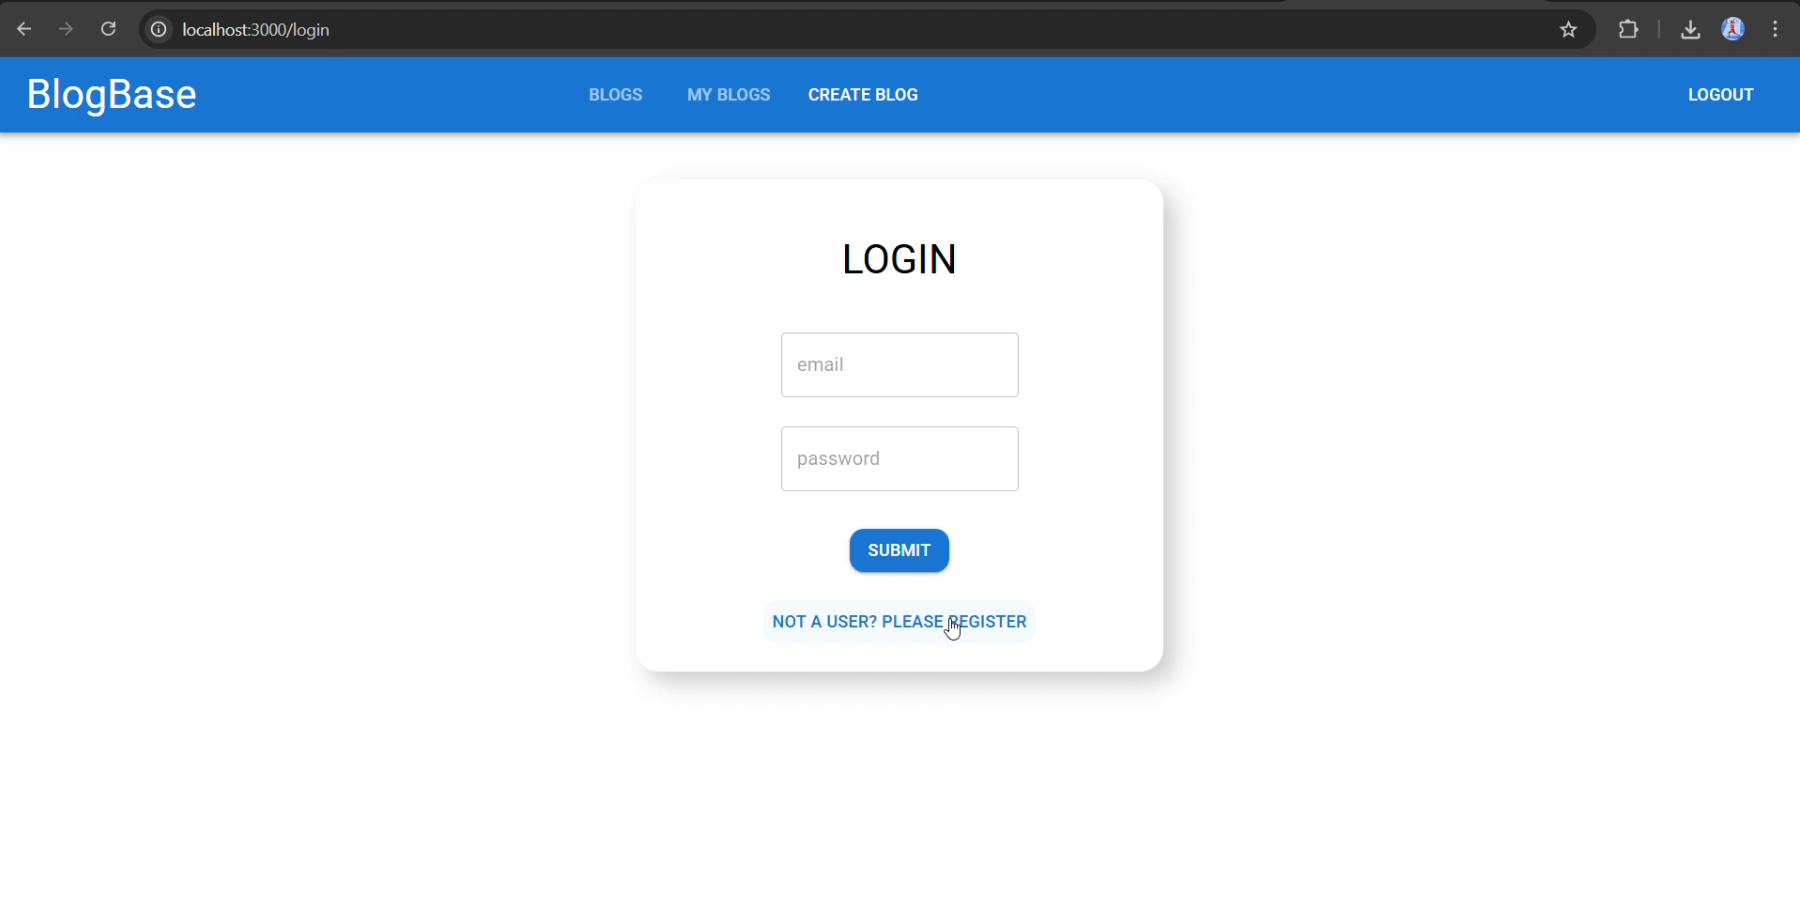 localhost:3000/login
BlogBase
BLOGS
MY BLOGS
CREATE BLOG
LOGOUT
LOGIN
email
password
SUBMIT
NOT A USER? PLEASE REGISTER